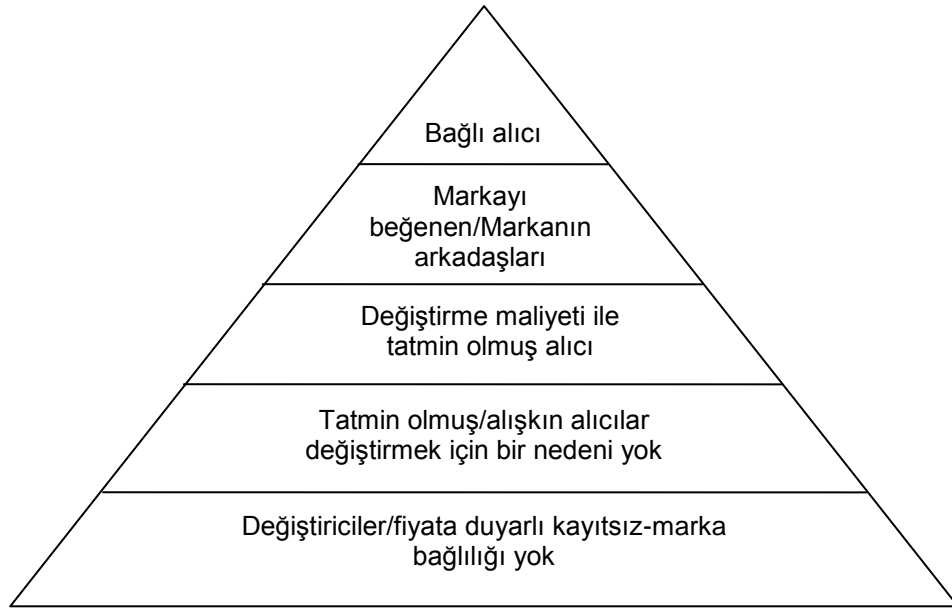 Bağlı alıcı
Markayı
beğenen/Markanın
arkadaşları
Değiştirme maliyeti ile
tatmin olmuş alıcı
Tatmin olmuş/alışkın alıcılar
değiştirmek için bir nedeni yok
Değiştiriciler/fiyata duyarlı kayıtsız-marka
bağlılığı yok